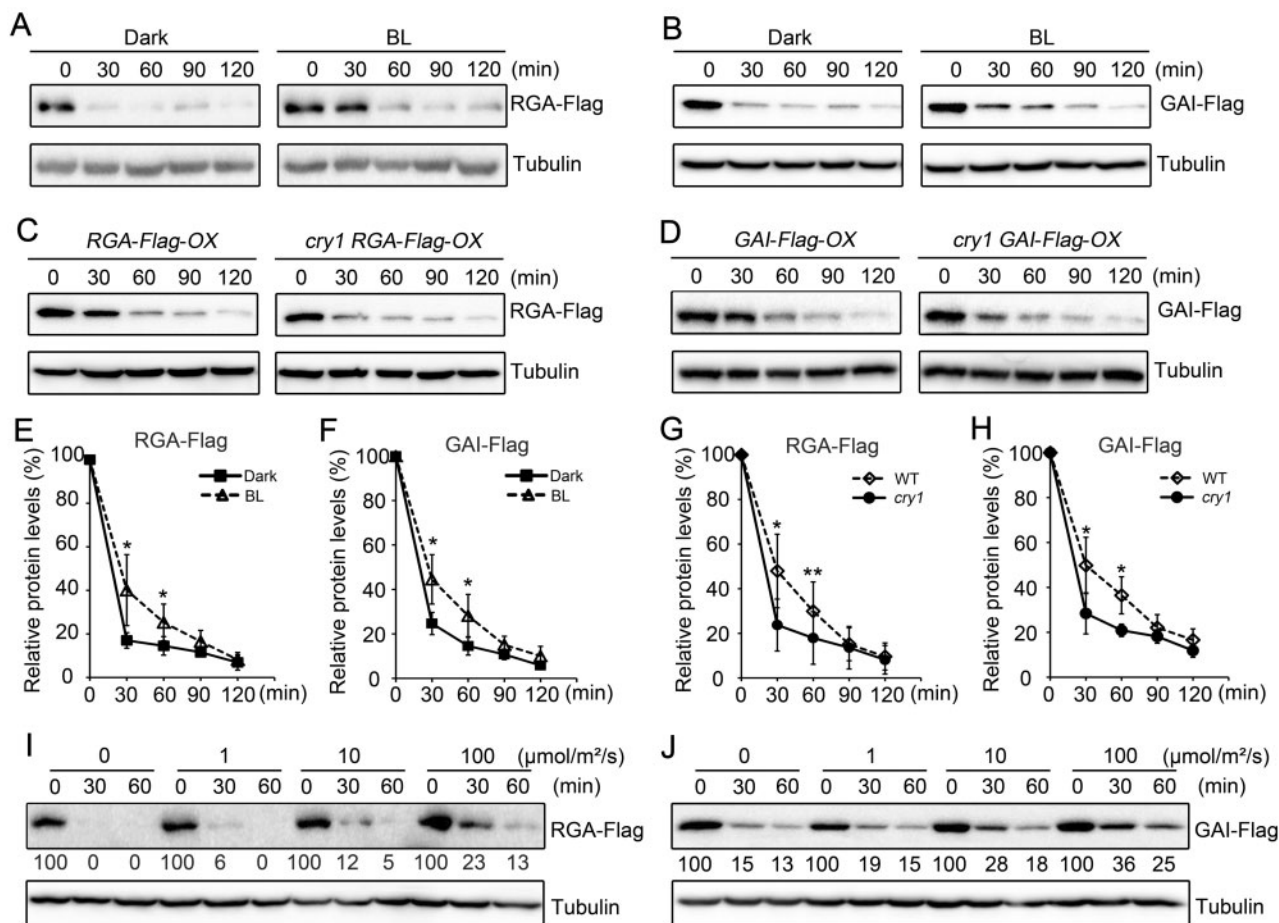 A
Dark BL
0 30 60 90 120 0 30 60 90 120 (min)
RGA-Flag
Tubulin
B
Dark BL
0 30 60 90 120 0 30 60 90 120 (min)
GAI-Flag
Tubulin
C
RGA-Flag-OX cry1 RGA-Flag-OX
0 30 60 90 120 0 30 60 90 120 (min)
RGA-Flag
Tubulin
D
GAI-Flag-OX cry1 GAI-Flag-OX
0 30 60 90 120 0 30 60 90 120 (min)
GAI-Flag
Tubulin
E
RGA-Flag
Relative protein levels (%)
100
80
60
40
20
0
Dark
BL
*
*
0 30 60 90 120 (min)
F
GAI-Flag
Relative protein levels (%)
100
80
60
40
20
0
Dark
BL
*
*
0 30 60 90 120 (min)
G
RGA-Flag
Relative protein levels (%)
100
80
60
40
20
0
WT
cry1
*
**
0 30 60 90 120 (min)
H
GAI-Flag
Relative protein levels (%)
100
80
60
40
20
0
WT
cry1
*
*
0 30 60 90 120 (min)
I
0 1 10 100 (μmol/m²/s)
0 30 60 0 30 60 0 30 60 0 30 60 (min)
RGA-Flag
100 0 0 100 6 0 100 12 5 100 23 13
Tubulin
J
0 1 10 100 (μmol/m²/s)
0 30 60 0 30 60 0 30 60 0 30 60 (min)
GAI-Flag
100 15 13 100 19 15 100 28 18 100 36 25
Tubulin